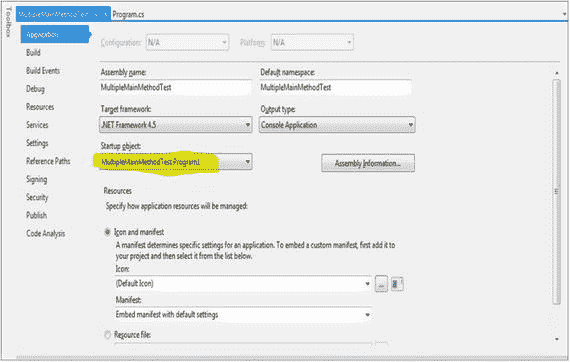 Toolbox
MultipleMainMethodTest Program.cs
Application
Configuration: N/A Platform: N/A
Build
Build Events
Debug
Resources
Services
Settings
Reference Paths
Signing
Security
Publish
Code Analysis
Assembly name: Default namespace:
MultipleMainMethodTest MultipleMainMethodTest
Target framework: Output type:
.NET Framework 4.5 Console Application
Startup object:
MultipleMainMethodTest.Program1 Assembly Information...
Resources
Specify how application resources will be managed:
Icon and manifest
A manifest determines specific settings for an application. To embed a custom manifest, first add it
to your project and then select it from the list below.
Icon:
(Default Icon) ...
Manifest:
Embed manifest with default settings
Resource file: